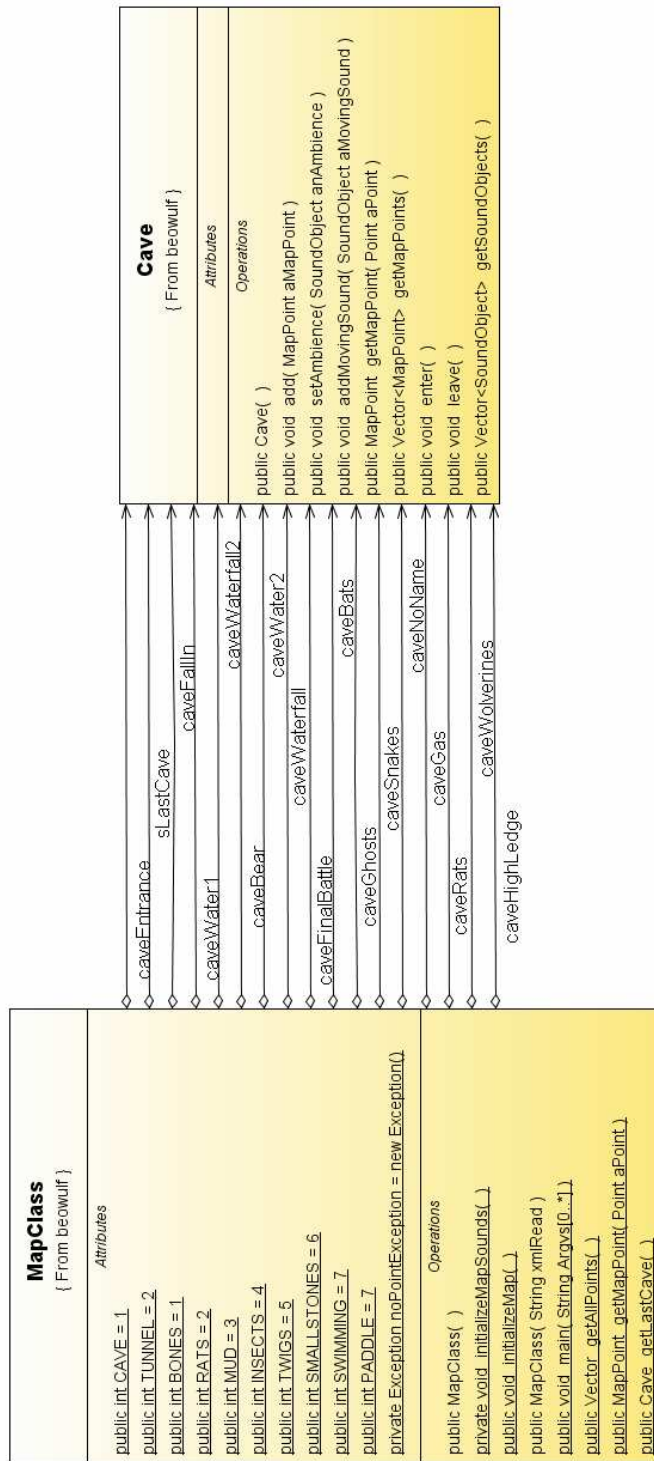 MapClass
{ From beowulf }
Attributes
public int CAVE = 1
public int TUNNEL = 2
public int BONES = 1
public int RATS = 2
public int MUD = 3
public int INSECTS = 4
public int TWIGS = 5
public int SMALLSTONES = 6
public int SWIMMING = 7
public int PADDLE = 7
private Exception noPointException = new Exception()
Operations
public MapClass( )
private void initializeMapSounds( )
public void initializeMap( )
public MapClass( String xmlRead )
public void main( String Argvs[0..*] )
public Vector getAllPoints( )
public MapPoint getMapPoint( Point aPoint )
public Cave getLastCave( )
caveEntrance
sLastCave
caveFallIn
caveWater1
caveWaterfall2
caveBear
caveWater2
caveWaterfall
caveFinalBattle
caveBats
caveGhosts
caveSnakes
caveNoName
caveGas
caveRats
caveWolverines
caveHighLedge
Cave
{ From beowulf }
Attributes
Operations
public Cave( )
public void add( MapPoint aMapPoint )
public void setAmbience( SoundObject anAmbience )
public void addMovingSound( SoundObject aMovingSound )
public MapPoint getMapPoint( Point aPoint )
public Vector<MapPoint> getMapPoints( )
public void enter( )
public void leave( )
public Vector<SoundObject> getSoundObjects( )